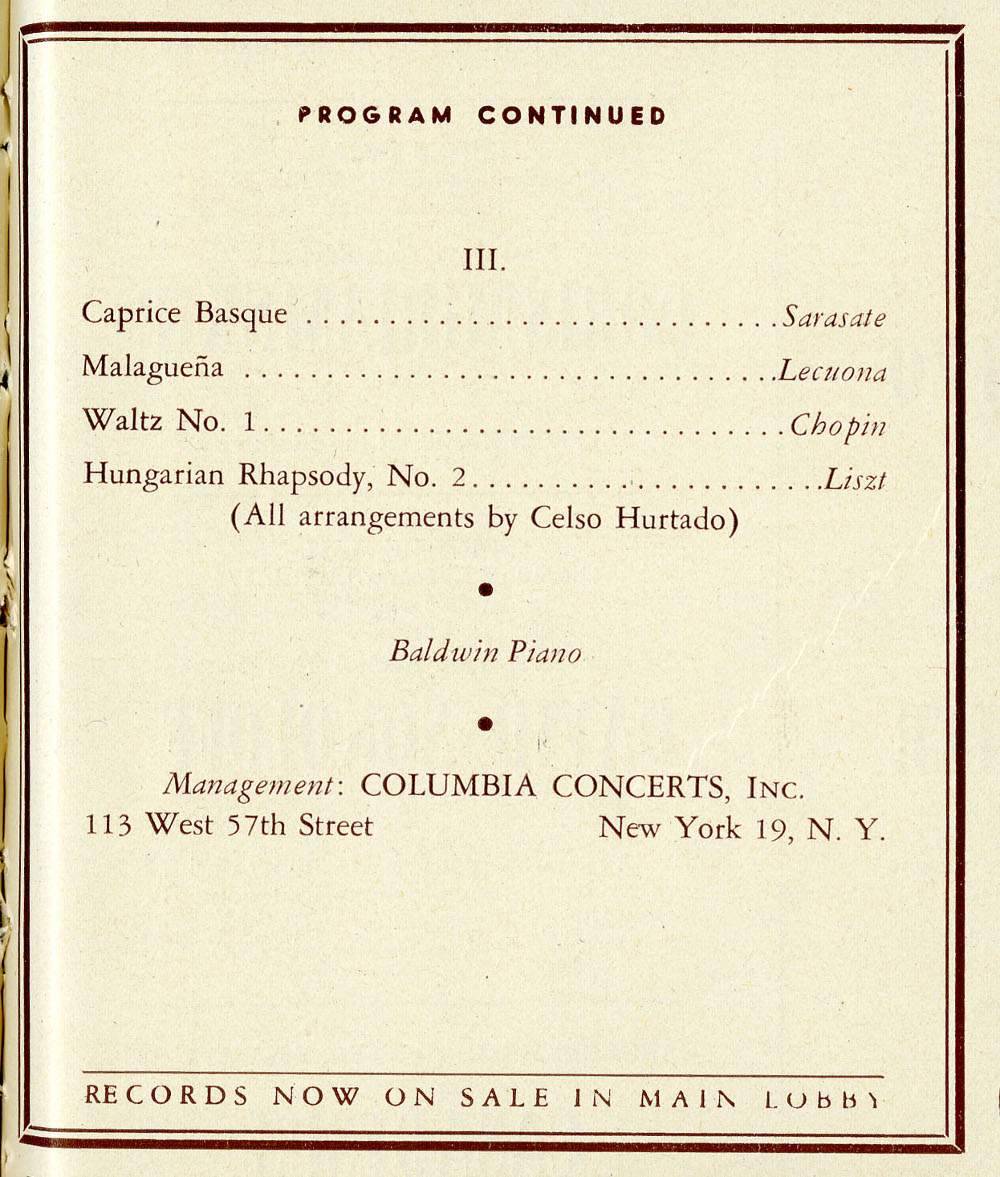 PROGRAM CONTINUED
III.
Caprice Basque ............................. Sarasate
Malagueña ................................. Lecuona
Waltz No. 1 ................................ Chopin
Hungarian Rhapsody, No. 2 ...................... Liszt
(All arrangements by Celso Hurtado)
•
Baldwin Piano
•
Management: COLUMBIA CONCERTS, INC.
113 West 57th Street New York 19, N. Y.
RECORDS NOW ON SALE IN MAIN LOBBY